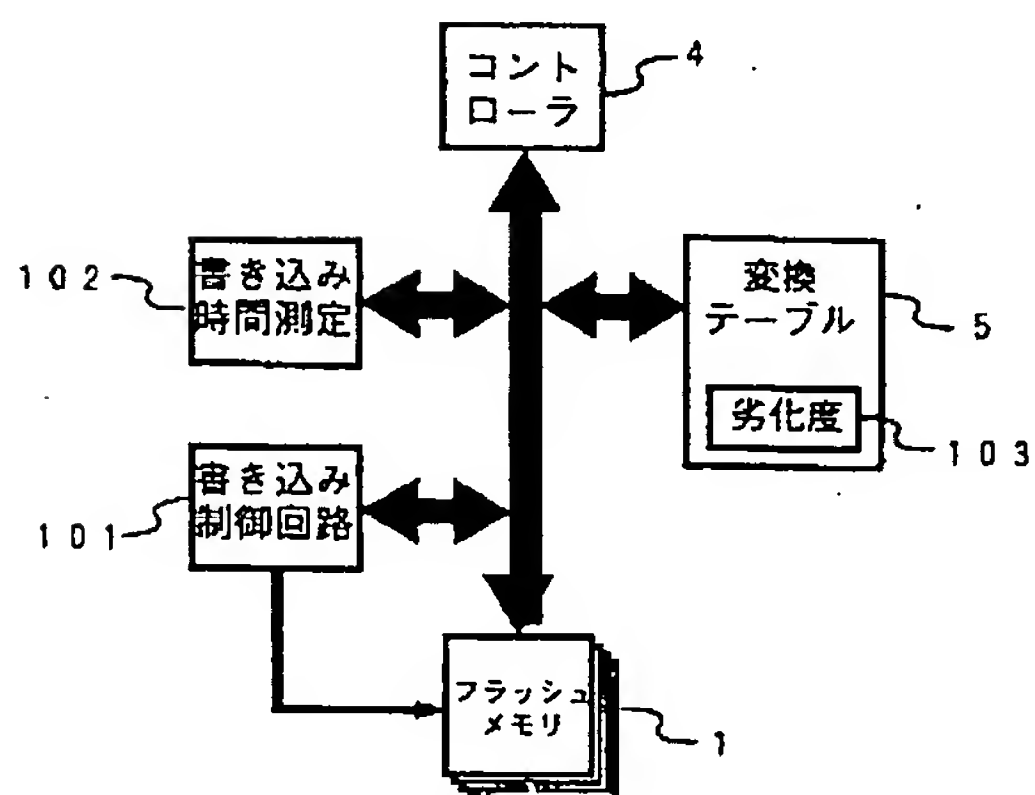 コント
ローラ
4
102
書き込み
時間測定
変換
テーブル
5
劣化度
103
書き込み
制御回路
101
フラッシュ
メモリ
1